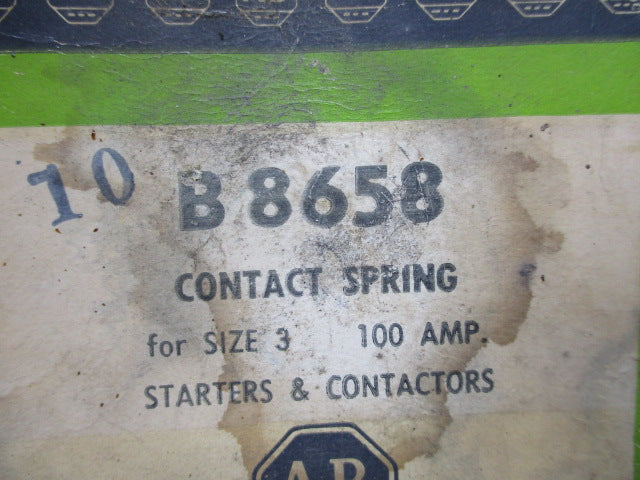 10 B 8658
CONTACT SPRING
for SIZE 3 100 AMP.
STARTERS & CONTACTORS
A-B